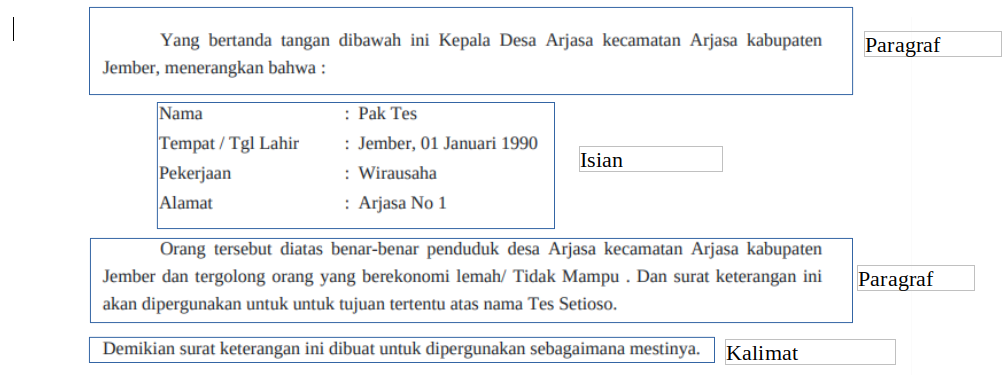 Yang bertanda tangan dibawah ini Kepala Desa Arjasa kecamatan Arjasa kabupaten
Jember, menerangkan bahwa :
Paragraf
Nama : Pak Tes
Tempat / Tgl Lahir : Jember, 01 Januari 1990
Pekerjaan : Wirausaha
Alamat : Arjasa No 1
Isian
Orang tersebut diatas benar-benar penduduk desa Arjasa kecamatan Arjasa kabupaten
Jember dan tergolong orang yang berekonomi lemah/ Tidak Mampu . Dan surat keterangan ini
akan dipergunakan untuk untuk tujuan tertentu atas nama Tes Setioso.
Paragraf
Demikian surat keterangan ini dibuat untuk dipergunakan sebagaimana mestinya.
Kalimat